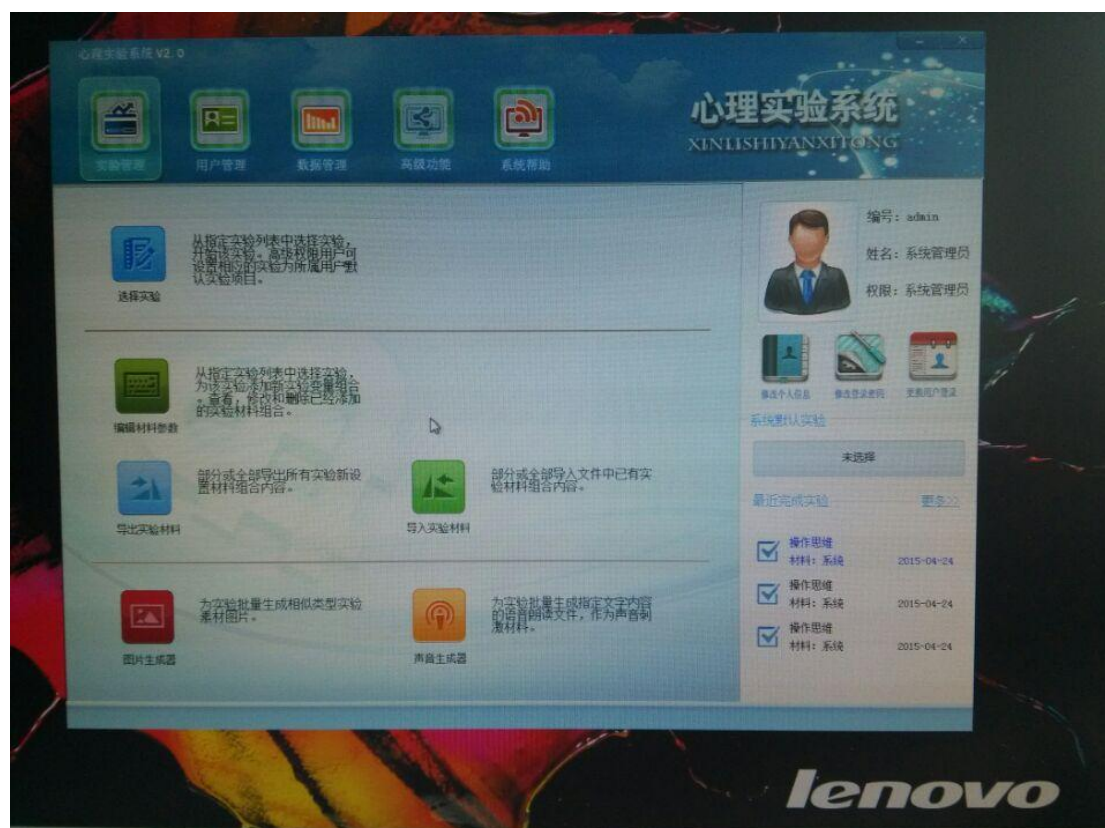 心理实验系统 V2.0
心理实验系统
XINLISHIYANXITONG
实验管理
用户管理
数据管理
高级功能
系统帮助
从指定实验列表中选择实验，
开始该实验。高级权限用户可
设置相应的实验为所属用户默
认实验项目。
选择实验
从指定实验列表中选择实验，
为该实验添加新实验变量组合
。查看，修改和删除已经添加
的实验材料组合。
编辑材料参数
部分或全部导出所有实验新设
置材料组合内容。
导出实验材料
部分或全部导入文件中已有实
验材料组合内容。
导入实验材料
为实验批量生成相似类型实验
素材图片。
图片生成器
为实验批量生成指定文字内容
的语音朗读文件，作为声音刺
激材料。
声音生成器
编号：admin
姓名：系统管理员
权限：系统管理员
修改个人信息
修改登录密码
更换用户登录
系统默认实验
未选择
最近完成实验
更多>>
操作思维
材料：系统 2015-04-24
操作思维
材料：系统 2015-04-24
操作思维
材料：系统 2015-04-24
lenovo